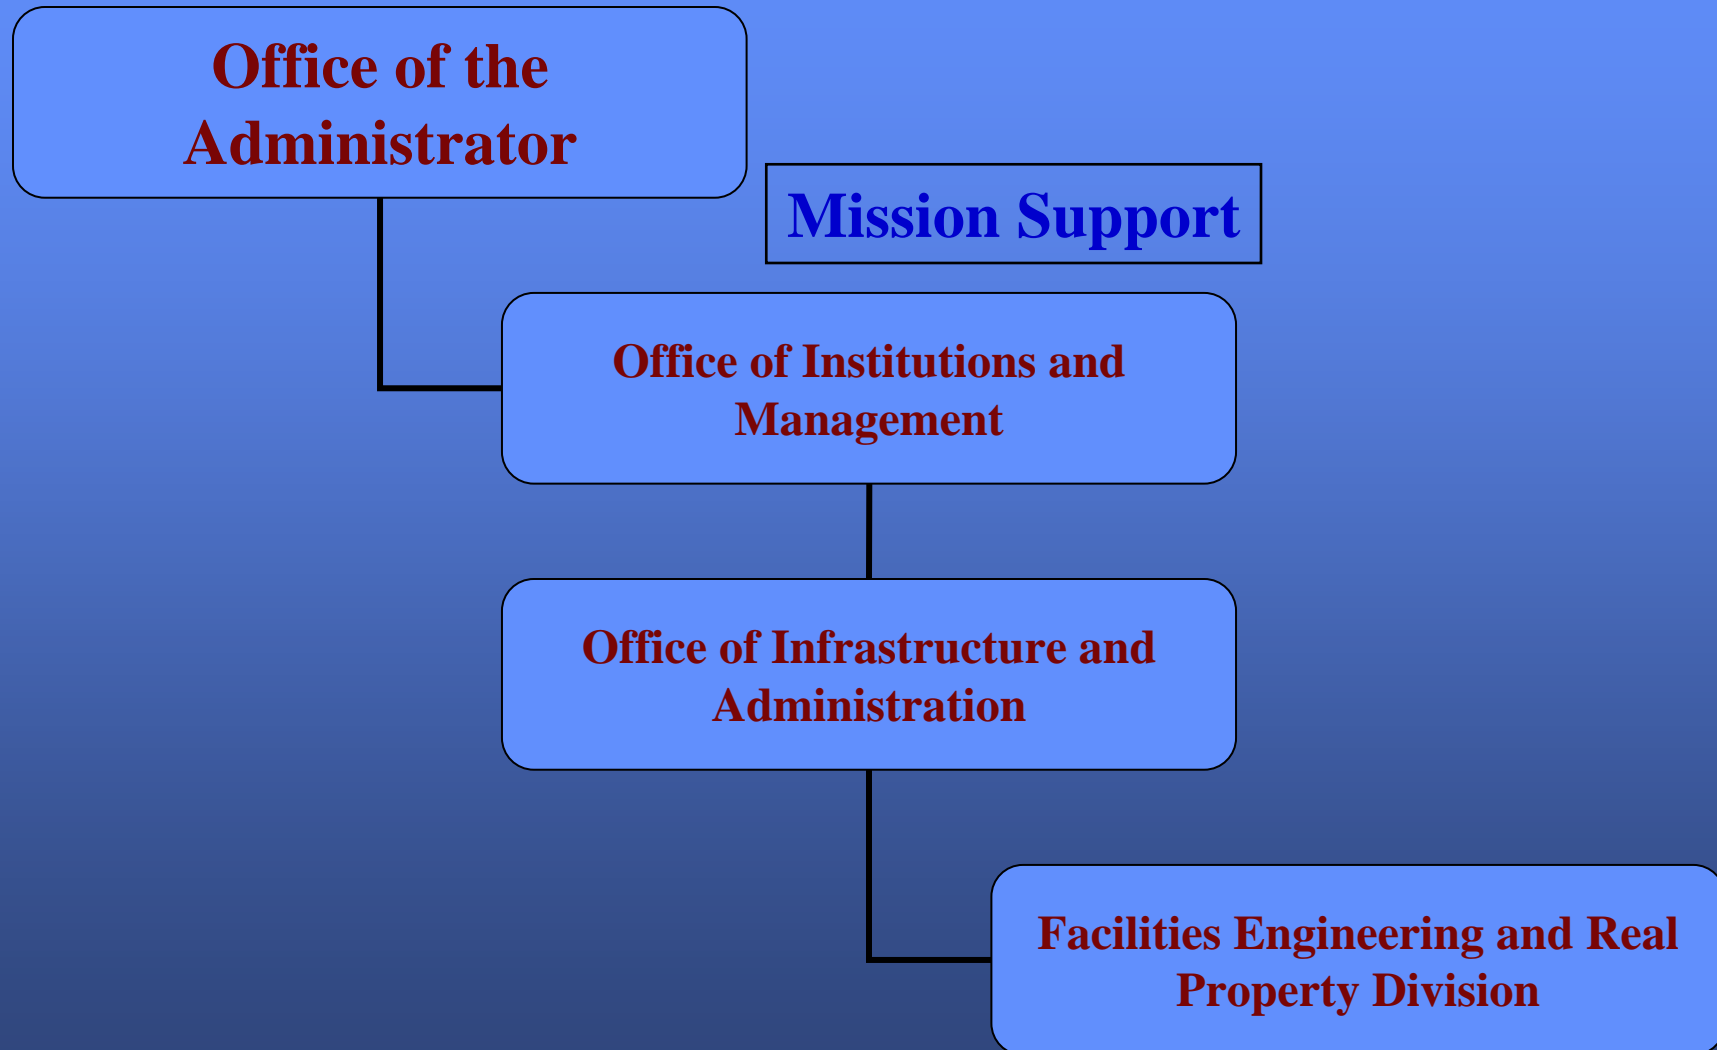 Office of the
Administrator
Mission Support
Office of Institutions and
Management
Office of Infrastructure and
Administration
Facilities Engineering and Real
Property Division